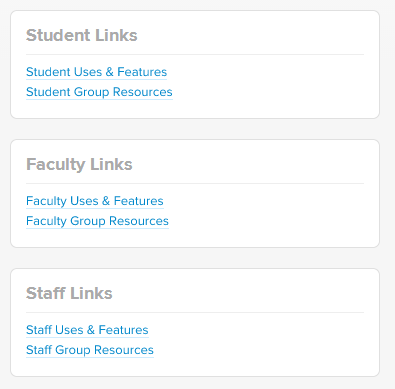 Student Links
Student Uses & Features
Student Group Resources
Faculty Links
Faculty Uses & Features
Faculty Group Resources
Staff Links
Staff Uses & Features
Staff Group Resources